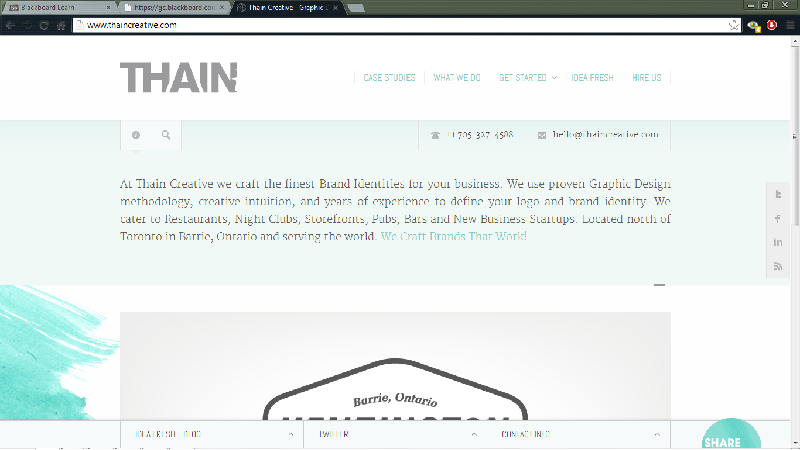 Blackboard Learn
https://gc.blackboard.com
Thain Creative - Graphic D
www.thaincreative.com
THAIN
CASE STUDIES
WHAT WE DO
GET STARTED
IDEA FRESH
HIRE US
+1 705-327-4588
hello@thaincreative.com
At Thain Creative we craft the finest Brand Identities for your business. We use proven Graphic Design
methodology, creative intuition, and years of experience to define your logo and brand identity. We
cater to Restaurants, Night Clubs, Storefronts, Pubs, Bars and New Business Startups. Located north of
Toronto in Barrie, Ontario and serving the world. We Craft Brands That Work!
Barrie, Ontario
IDEA FRESH - BLOG
TWITTER
CONTACT INFO
SHARE